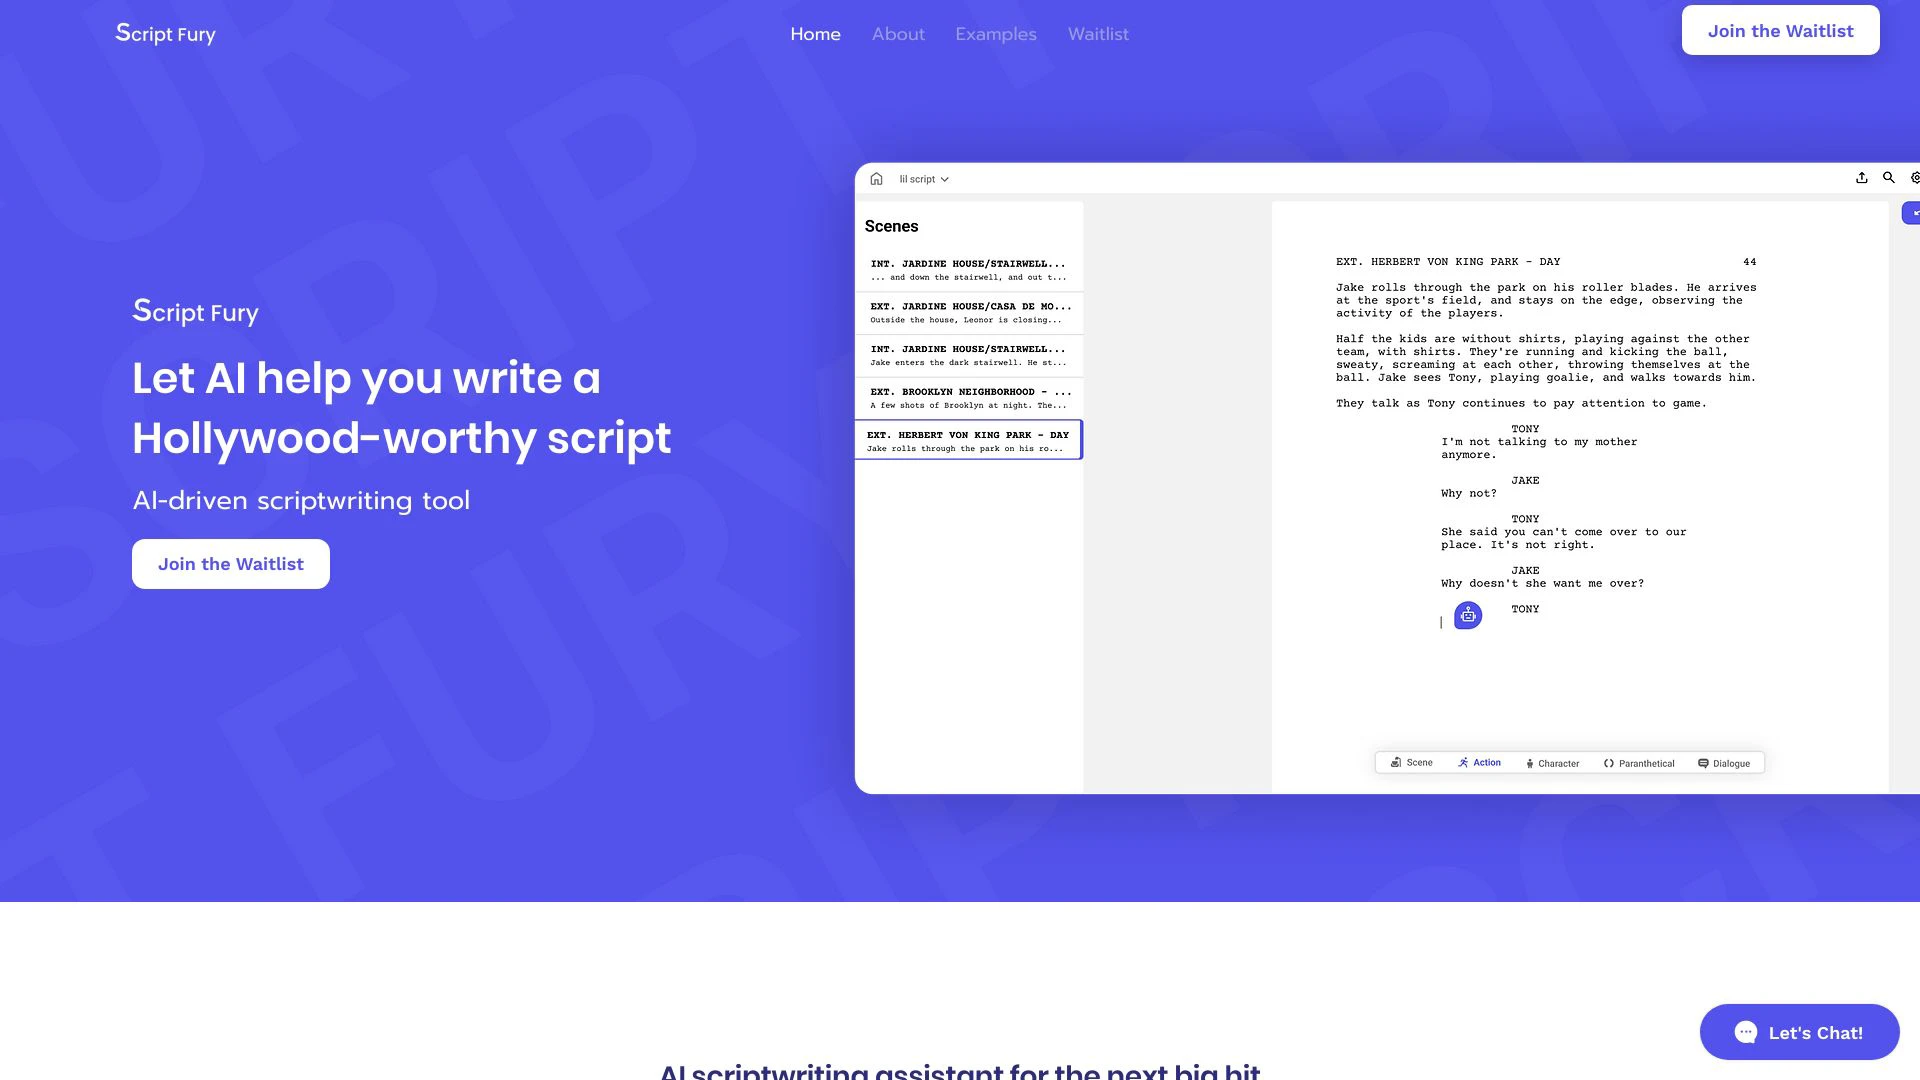 Script Fury
Home
About
Examples
Waitlist
Join the Waitlist
Script Fury
Let AI help you write a
Hollywood-worthy script
AI-driven scriptwriting tool
Join the Waitlist
lil script
Scenes
INT. JARDINE HOUSE/STAIRWELL...
... and down the stairwell, and out t...
EXT. JARDINE HOUSE/CASA DE MO...
Outside the house, Leonor is closing...
INT. JARDINE HOUSE/STAIRWELL...
Jake enters the dark stairwell. He st...
EXT. BROOKLYN NEIGHBORHOOD - ...
A few shots of Brooklyn at night. The...
EXT. HERBERT VON KING PARK - DAY
Jake rolls through the park on his ro...
EXT. HERBERT VON KING PARK - DAY 44
Jake rolls through the park on his roller blades. He arrives
at the sport's field, and stays on the edge, observing the
activity of the players.
Half the kids are without shirts, playing against the other
team, with shirts. They're running and kicking the ball,
sweaty, screaming at each other, throwing themselves at the
ball. Jake sees Tony, playing goalie, and walks towards him.
They talk as Tony continues to pay attention to game.
TONY
I'm not talking to my mother
anymore.
JAKE
Why not?
TONY
She said you can't come over to our
place. It's not right.
JAKE
Why doesn't she want me over?
TONY
Scene
Action
Character
Paranthetical
Dialogue
AI scriptwriting assistant for the next big hit
Let's Chat!